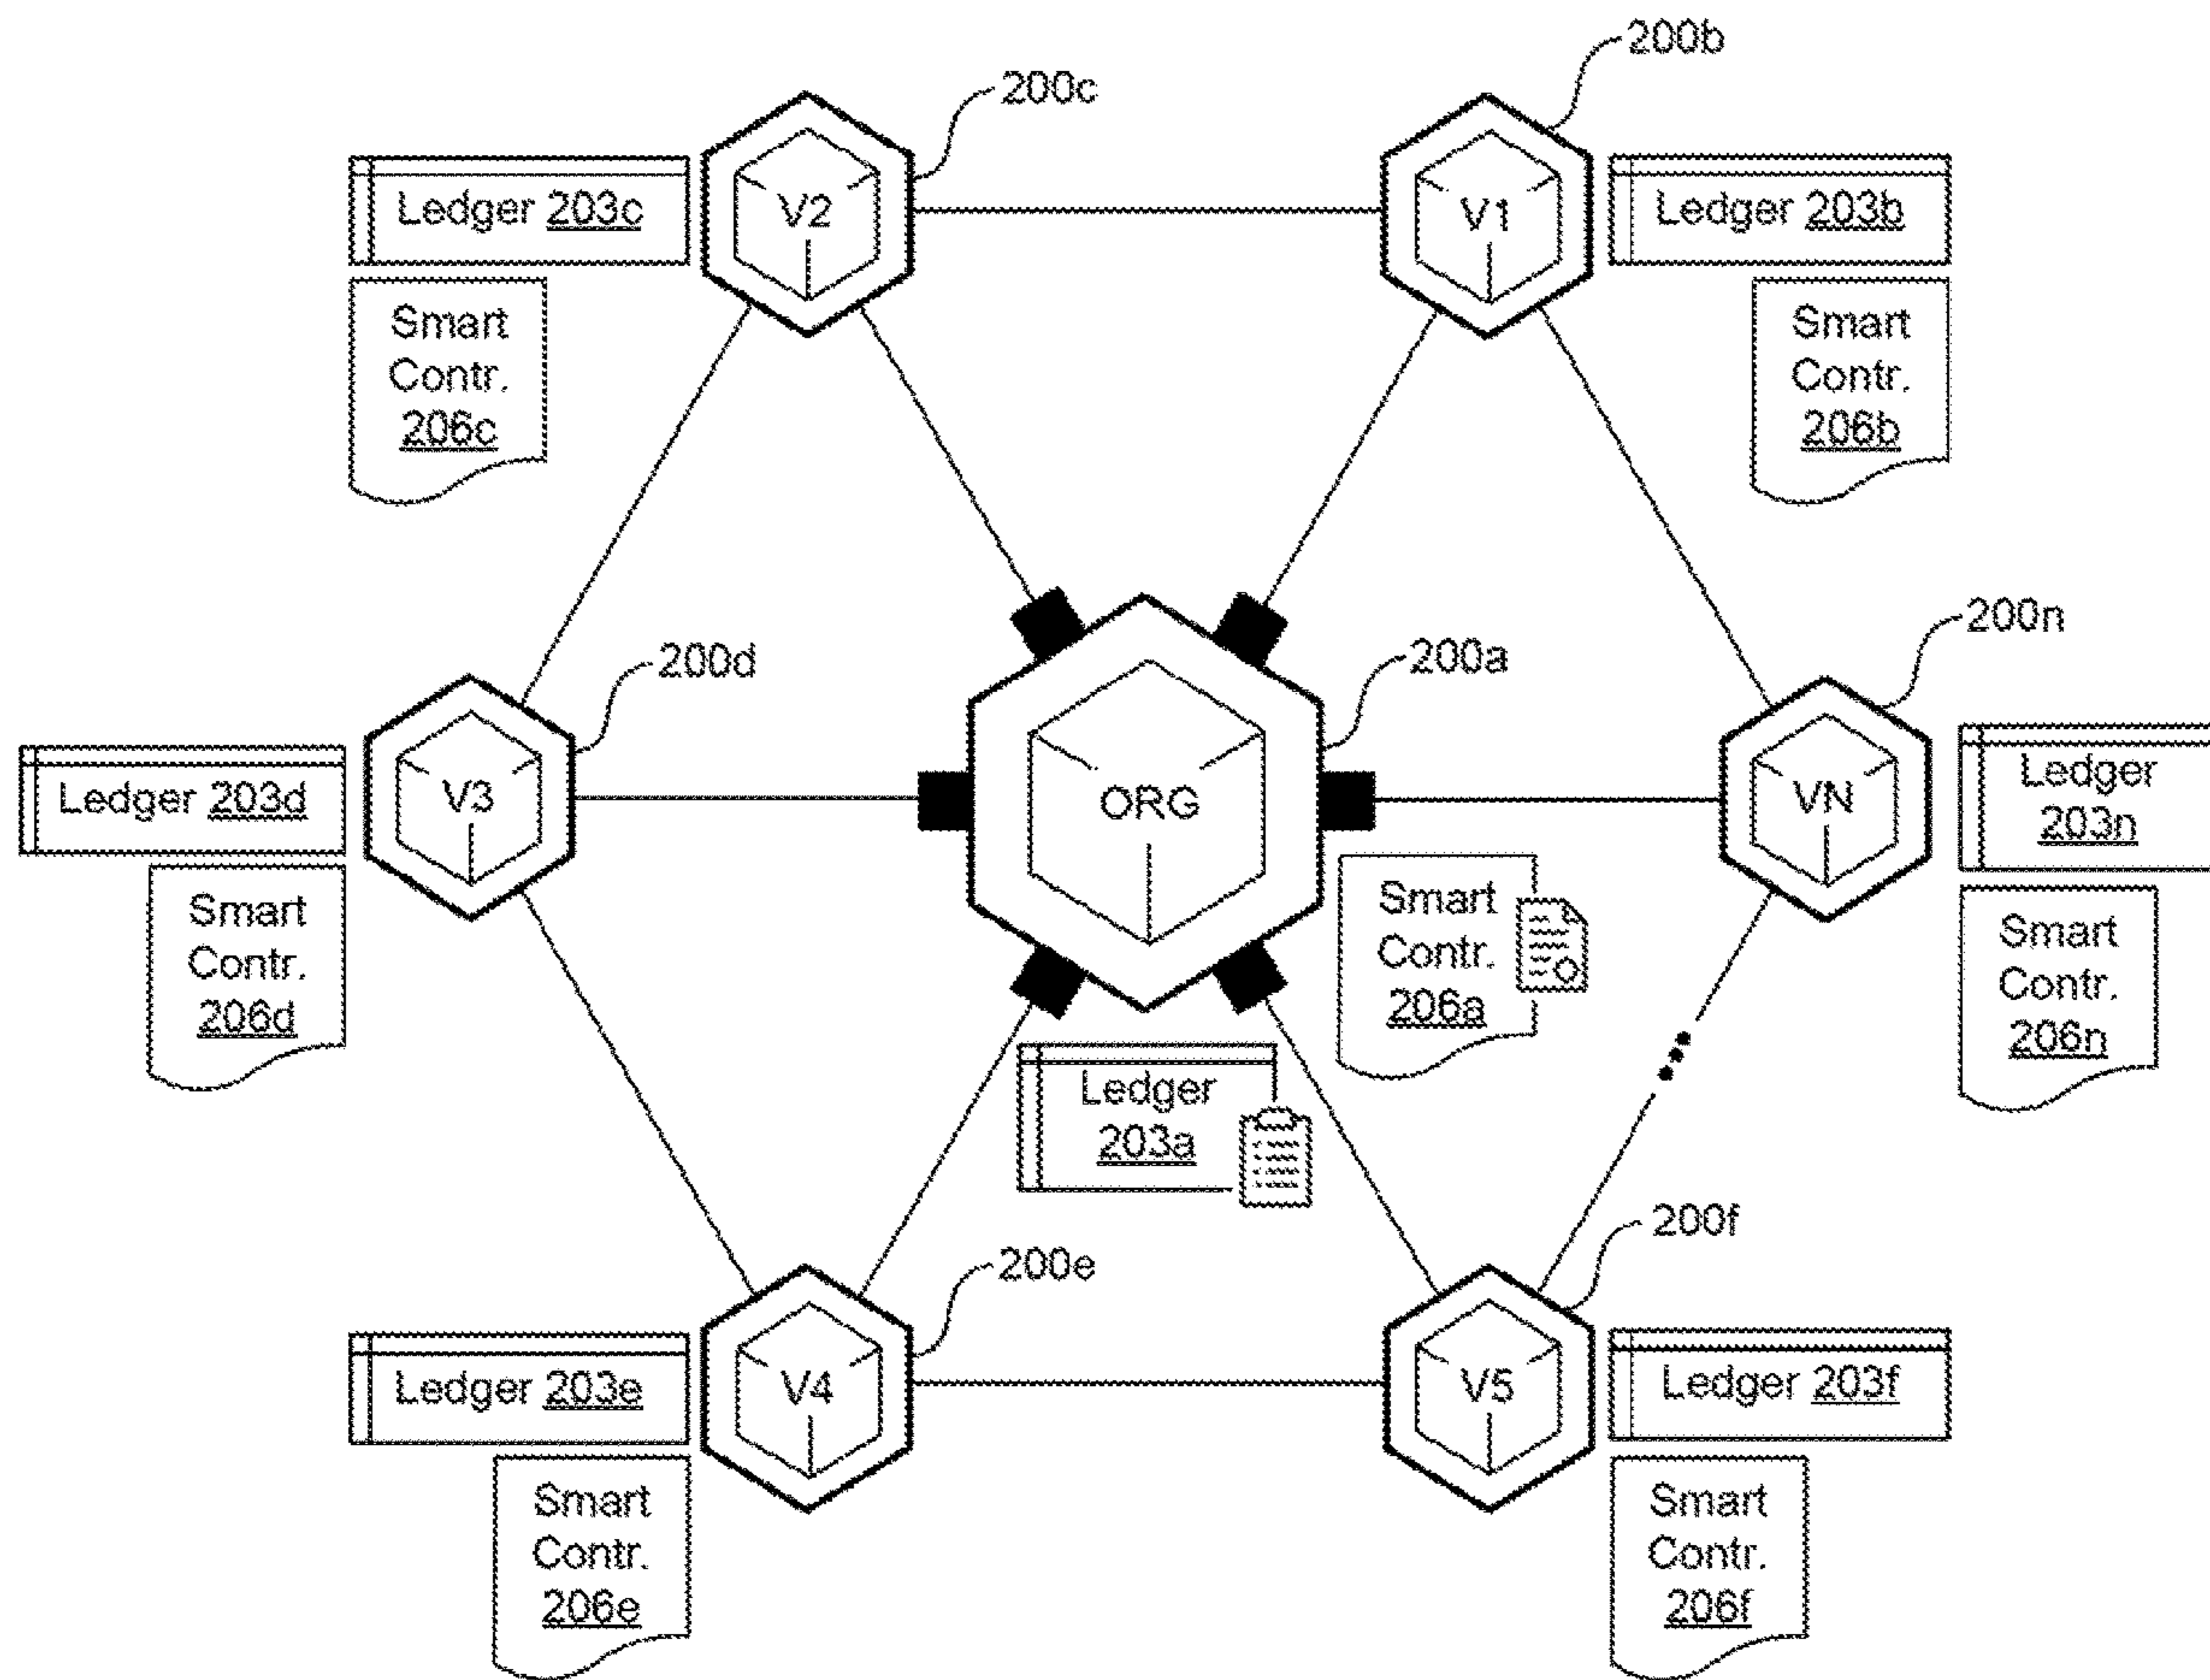 200b
200c
V2
V1
Ledger 203c
Ledger 203b
Smart
Contr.
206c
Smart
Contr.
206b
200n
200d
200a
V3
ORG
VN
Ledger 203d
Ledger
203n
Smart
Contr.
206d
Smart
Contr.
206a
Smart
Contr.
206n
Ledger
203a
200f
200e
V4
V5
Ledger 203e
Ledger 203f
Smart
Contr.
206e
Smart
Contr.
206f